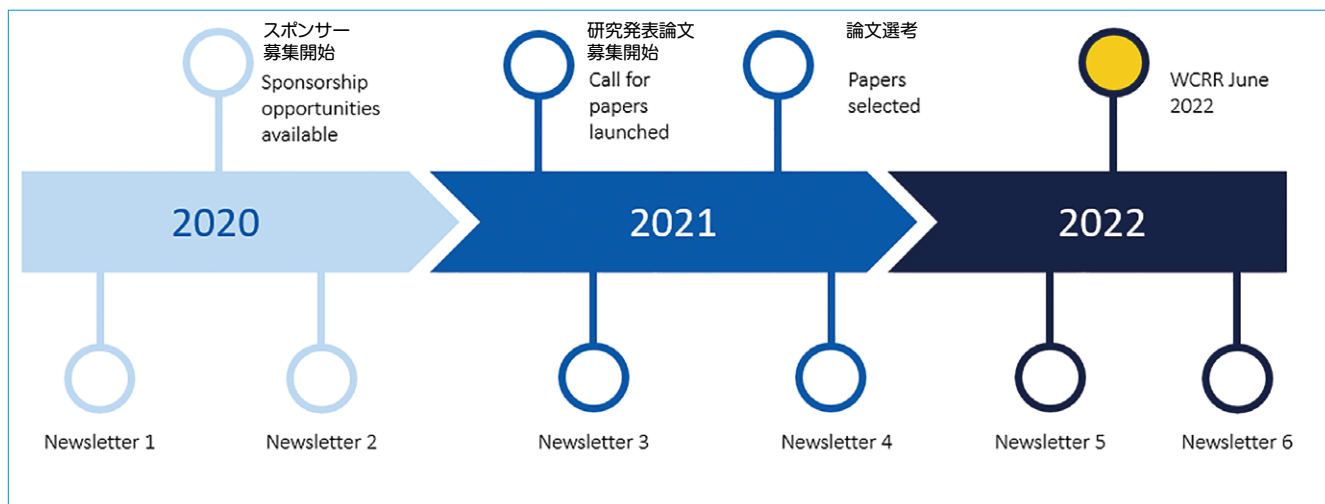 スポンサー
募集開始
Sponsorship
opportunities
available
研究発表論文
募集開始
Call for
papers
launched
論文選考
Papers
selected
WCRR June
2022
2020
2021
2022
Newsletter 1
Newsletter 2
Newsletter 3
Newsletter 4
Newsletter 5
Newsletter 6